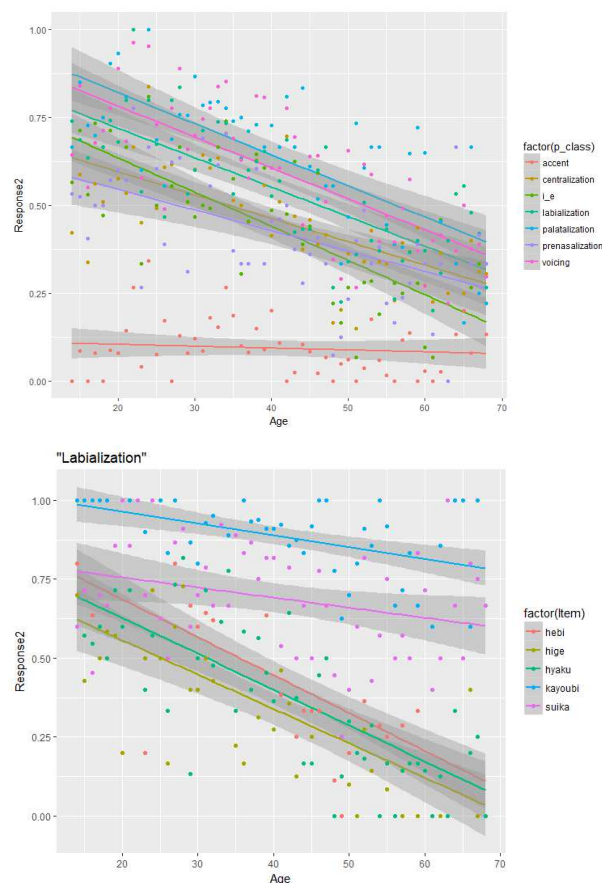 1.00
0.75
0.50
0.25
0.00
Response2
20
30
40
50
60
70
Age
factor(p_class)
accent
centralization
i_e
labialization
palatalization
prenasalization
voicing
"Labialization"
1.00
0.75
0.50
0.25
0.00
Response2
20
30
40
50
60
70
Age
factor(Item)
hebi
hige
hyaku
kayoubi
suika